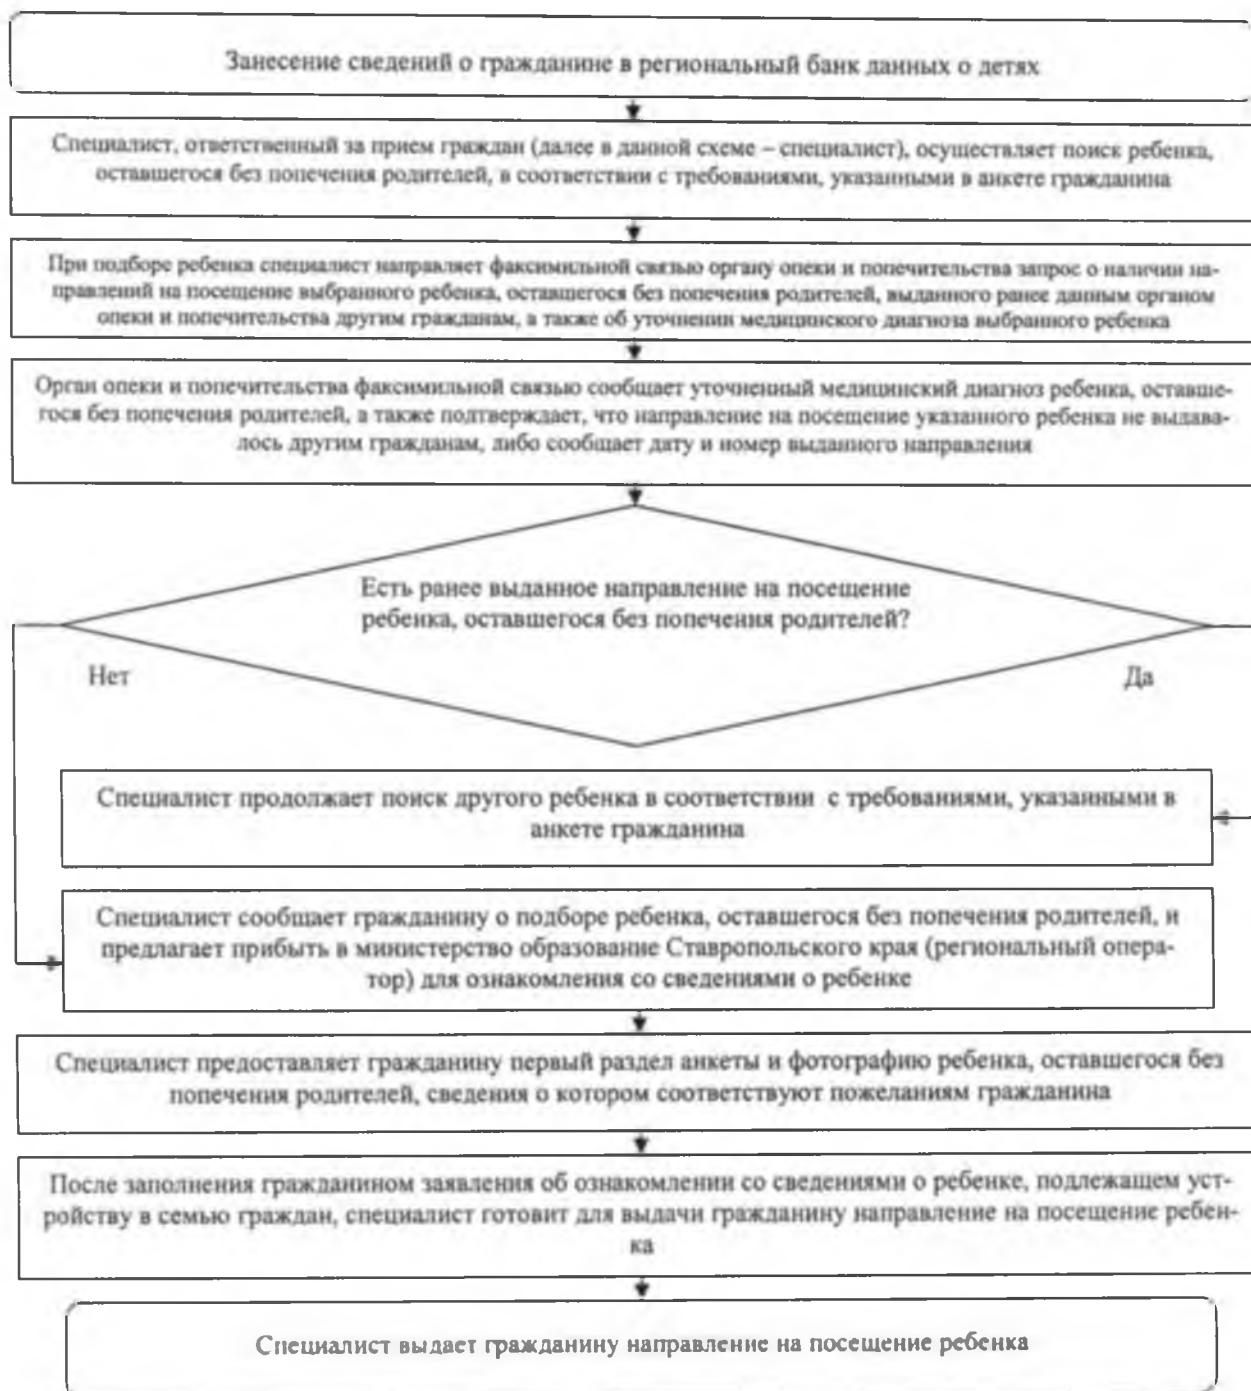 Занесение сведений о гражданине в региональный банк данных о детях
Специалист, ответственный за прием граждан (далее в данной схеме – специалист), осуществляет поиск ребенка,
оставшегося без попечения родителей, в соответствии с требованиями, указанными в анкете гражданина
При подборе ребенка специалист направляет факсимильной связью органу опеки и попечительства запрос о наличии на-
правлений на посещение выбранного ребенка, оставшегося без попечения родителей, выданного ранее данным органом
опеки и попечительства другим гражданам, а также об уточнении медицинского диагноза выбранного ребенка
Орган опеки и попечительства факсимильной связью сообщает уточненный медицинский диагноз ребенка, оставше-
гося без попечения родителей, а также подтверждает, что направление на посещение указанного ребенка не выдава-
лось другим гражданам, либо сообщает дату и номер выданного направления
Есть ранее выданное направление на посещение
ребенка, оставшегося без попечения родителей?
Нет
Да
Специалист продолжает поиск другого ребенка в соответствии с требованиями, указанными в
анкете гражданина
Специалист сообщает гражданину о подборе ребенка, оставшегося без попечения родителей, и
предлагает прибыть в министерство образование Ставропольского края (региональный опера-
тор) для ознакомления со сведениями о ребенке
Специалист предоставляет гражданину первый раздел анкеты и фотографию ребенка, оставшегося без
попечения родителей, сведения о котором соответствуют пожеланиям гражданина
После заполнения гражданином заявления об ознакомлении со сведениями о ребенке, подлежащем уст-
ройству в семью граждан, специалист готовит для выдачи гражданину направление на посещение ребен-
ка
Специалист выдает гражданину направление на посещение ребенка